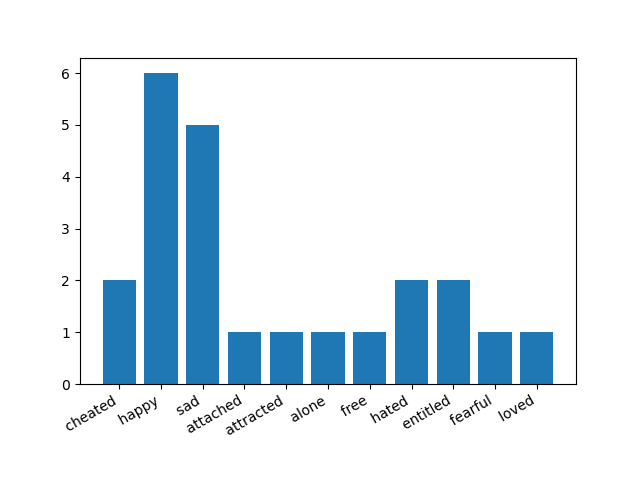 6
5
4
3
2
1
0
cheated
happy
sad
attached
attracted
alone
free
hated
entitled
fearful
loved